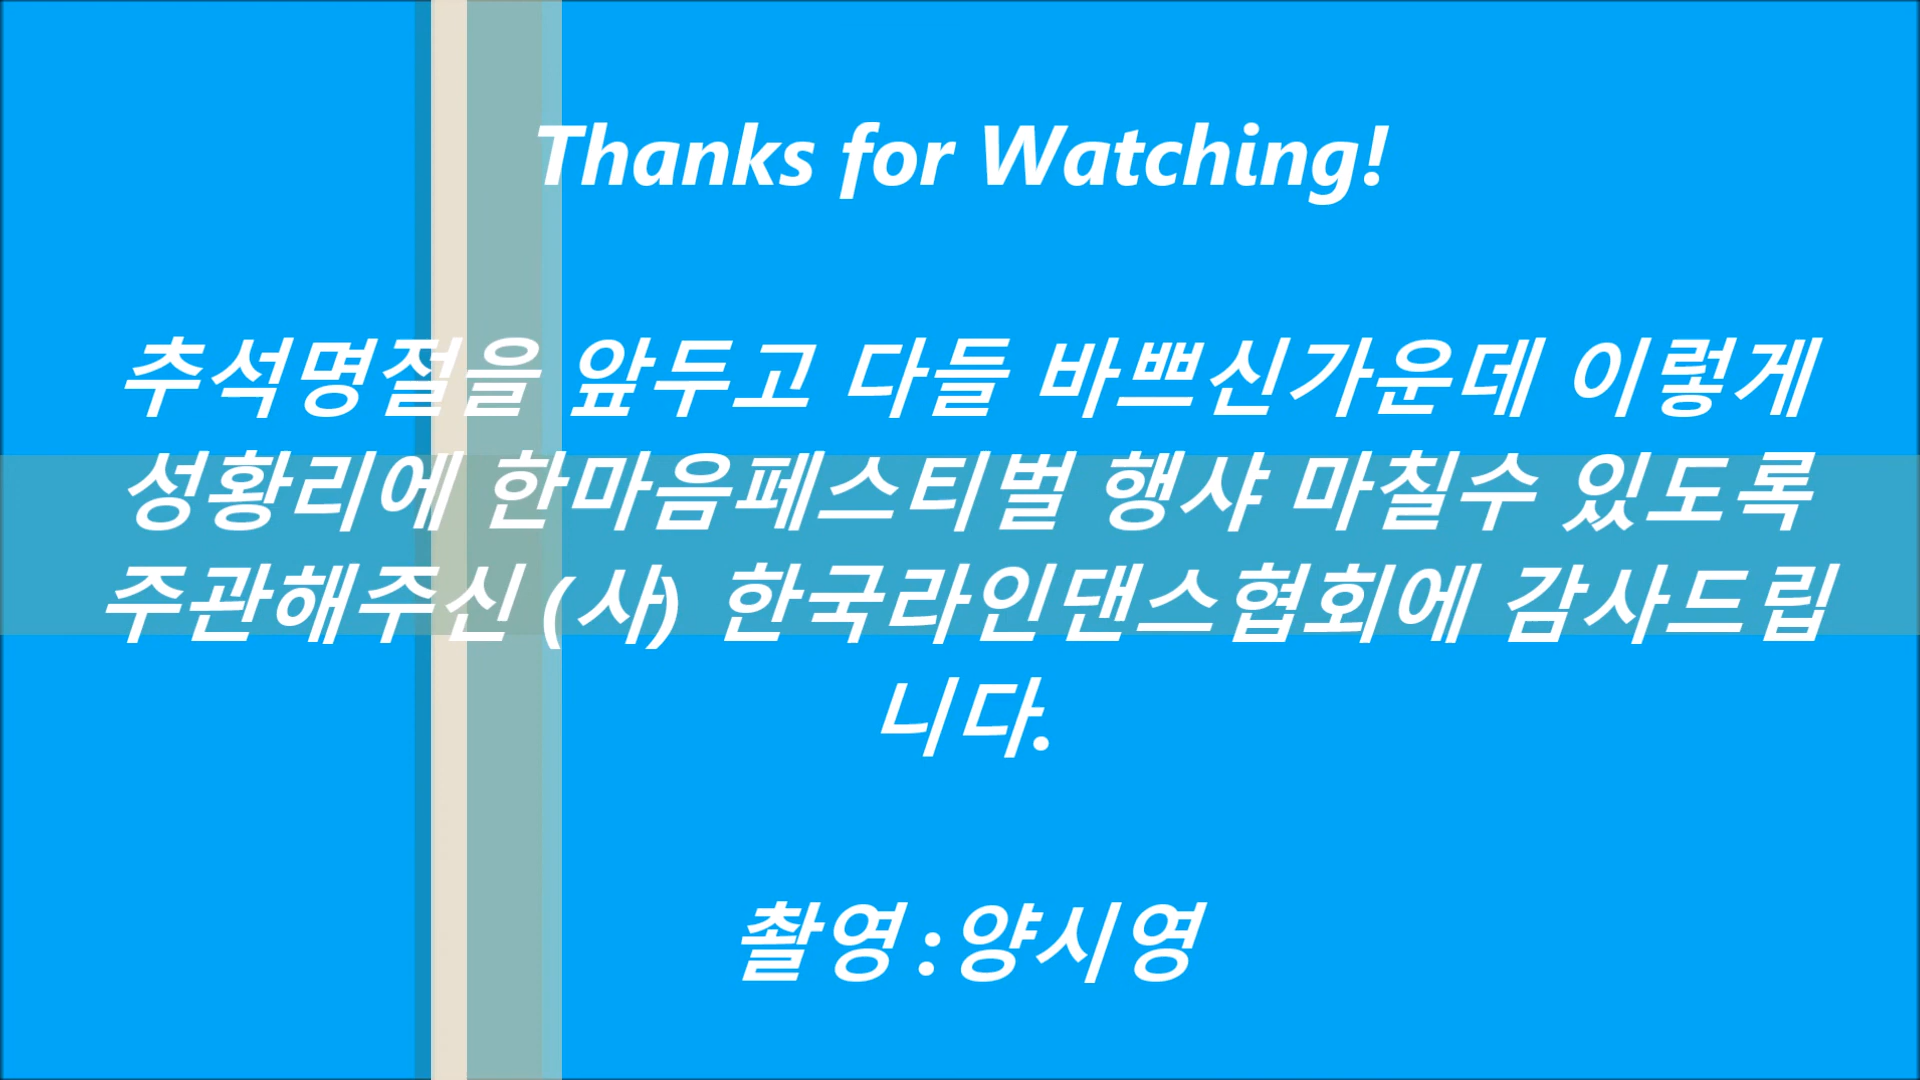 Thanks for Watching!
추석명절을 앞두고 다들 바쁘신가운데 이렇게
성황리에 한마음페스티벌 행샤 마칠수 있도록
주관해주신 (사) 한국라인댄스협회에 감사드립
니다.
촬영:양시영